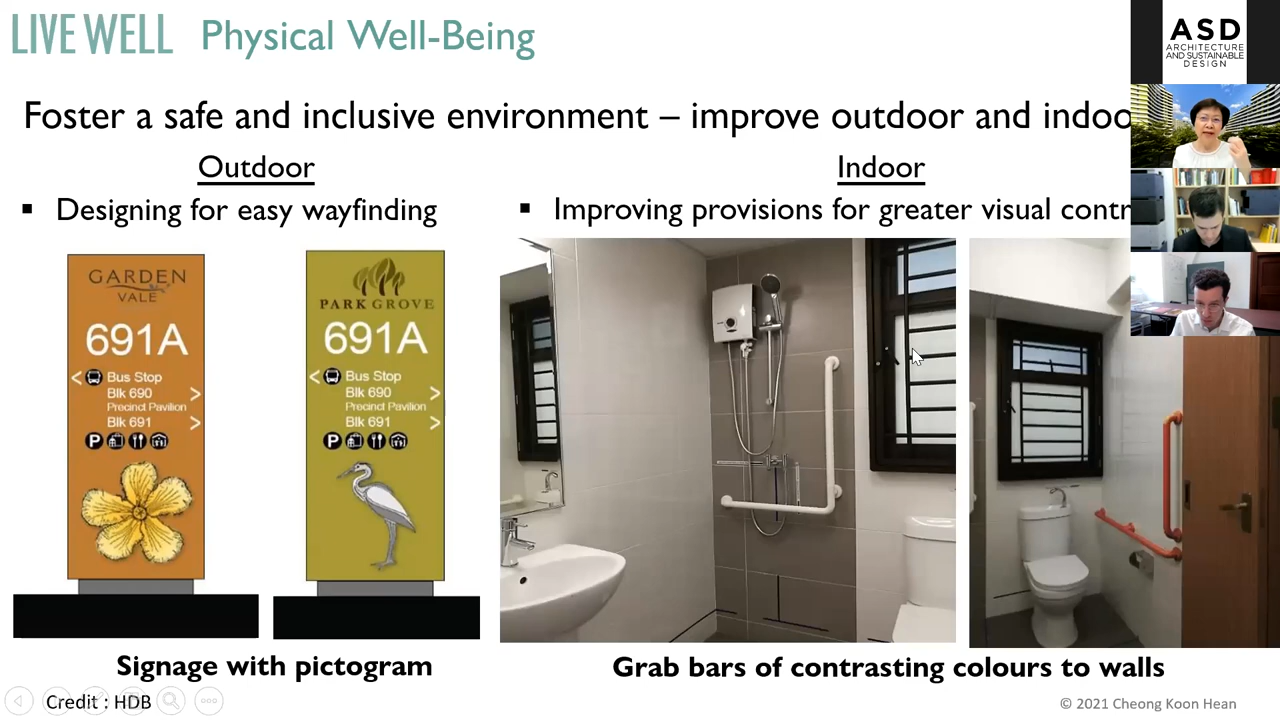 LIVE WELL Physical Well-Being
ASD
ARCHITECTURE
AND SUSTAINABLE
DESIGN
Foster a safe and inclusive environment – improve outdoor and indoo
Outdoor
Designing for easy wayfinding
Indoor
Improving provisions for greater visual contr
GARDEN
VALE
691A
< Bus Stop
Blk 690 >
Precinct Pavilion
Blk 691 >
P
PARK GROVE
691A
< Bus Stop
Blk 690 >
Precinct Pavilion
Blk 691 >
P
Signage with pictogram
Grab bars of contrasting colours to walls
Credit : HDB
© 2021 Cheong Koon Hean